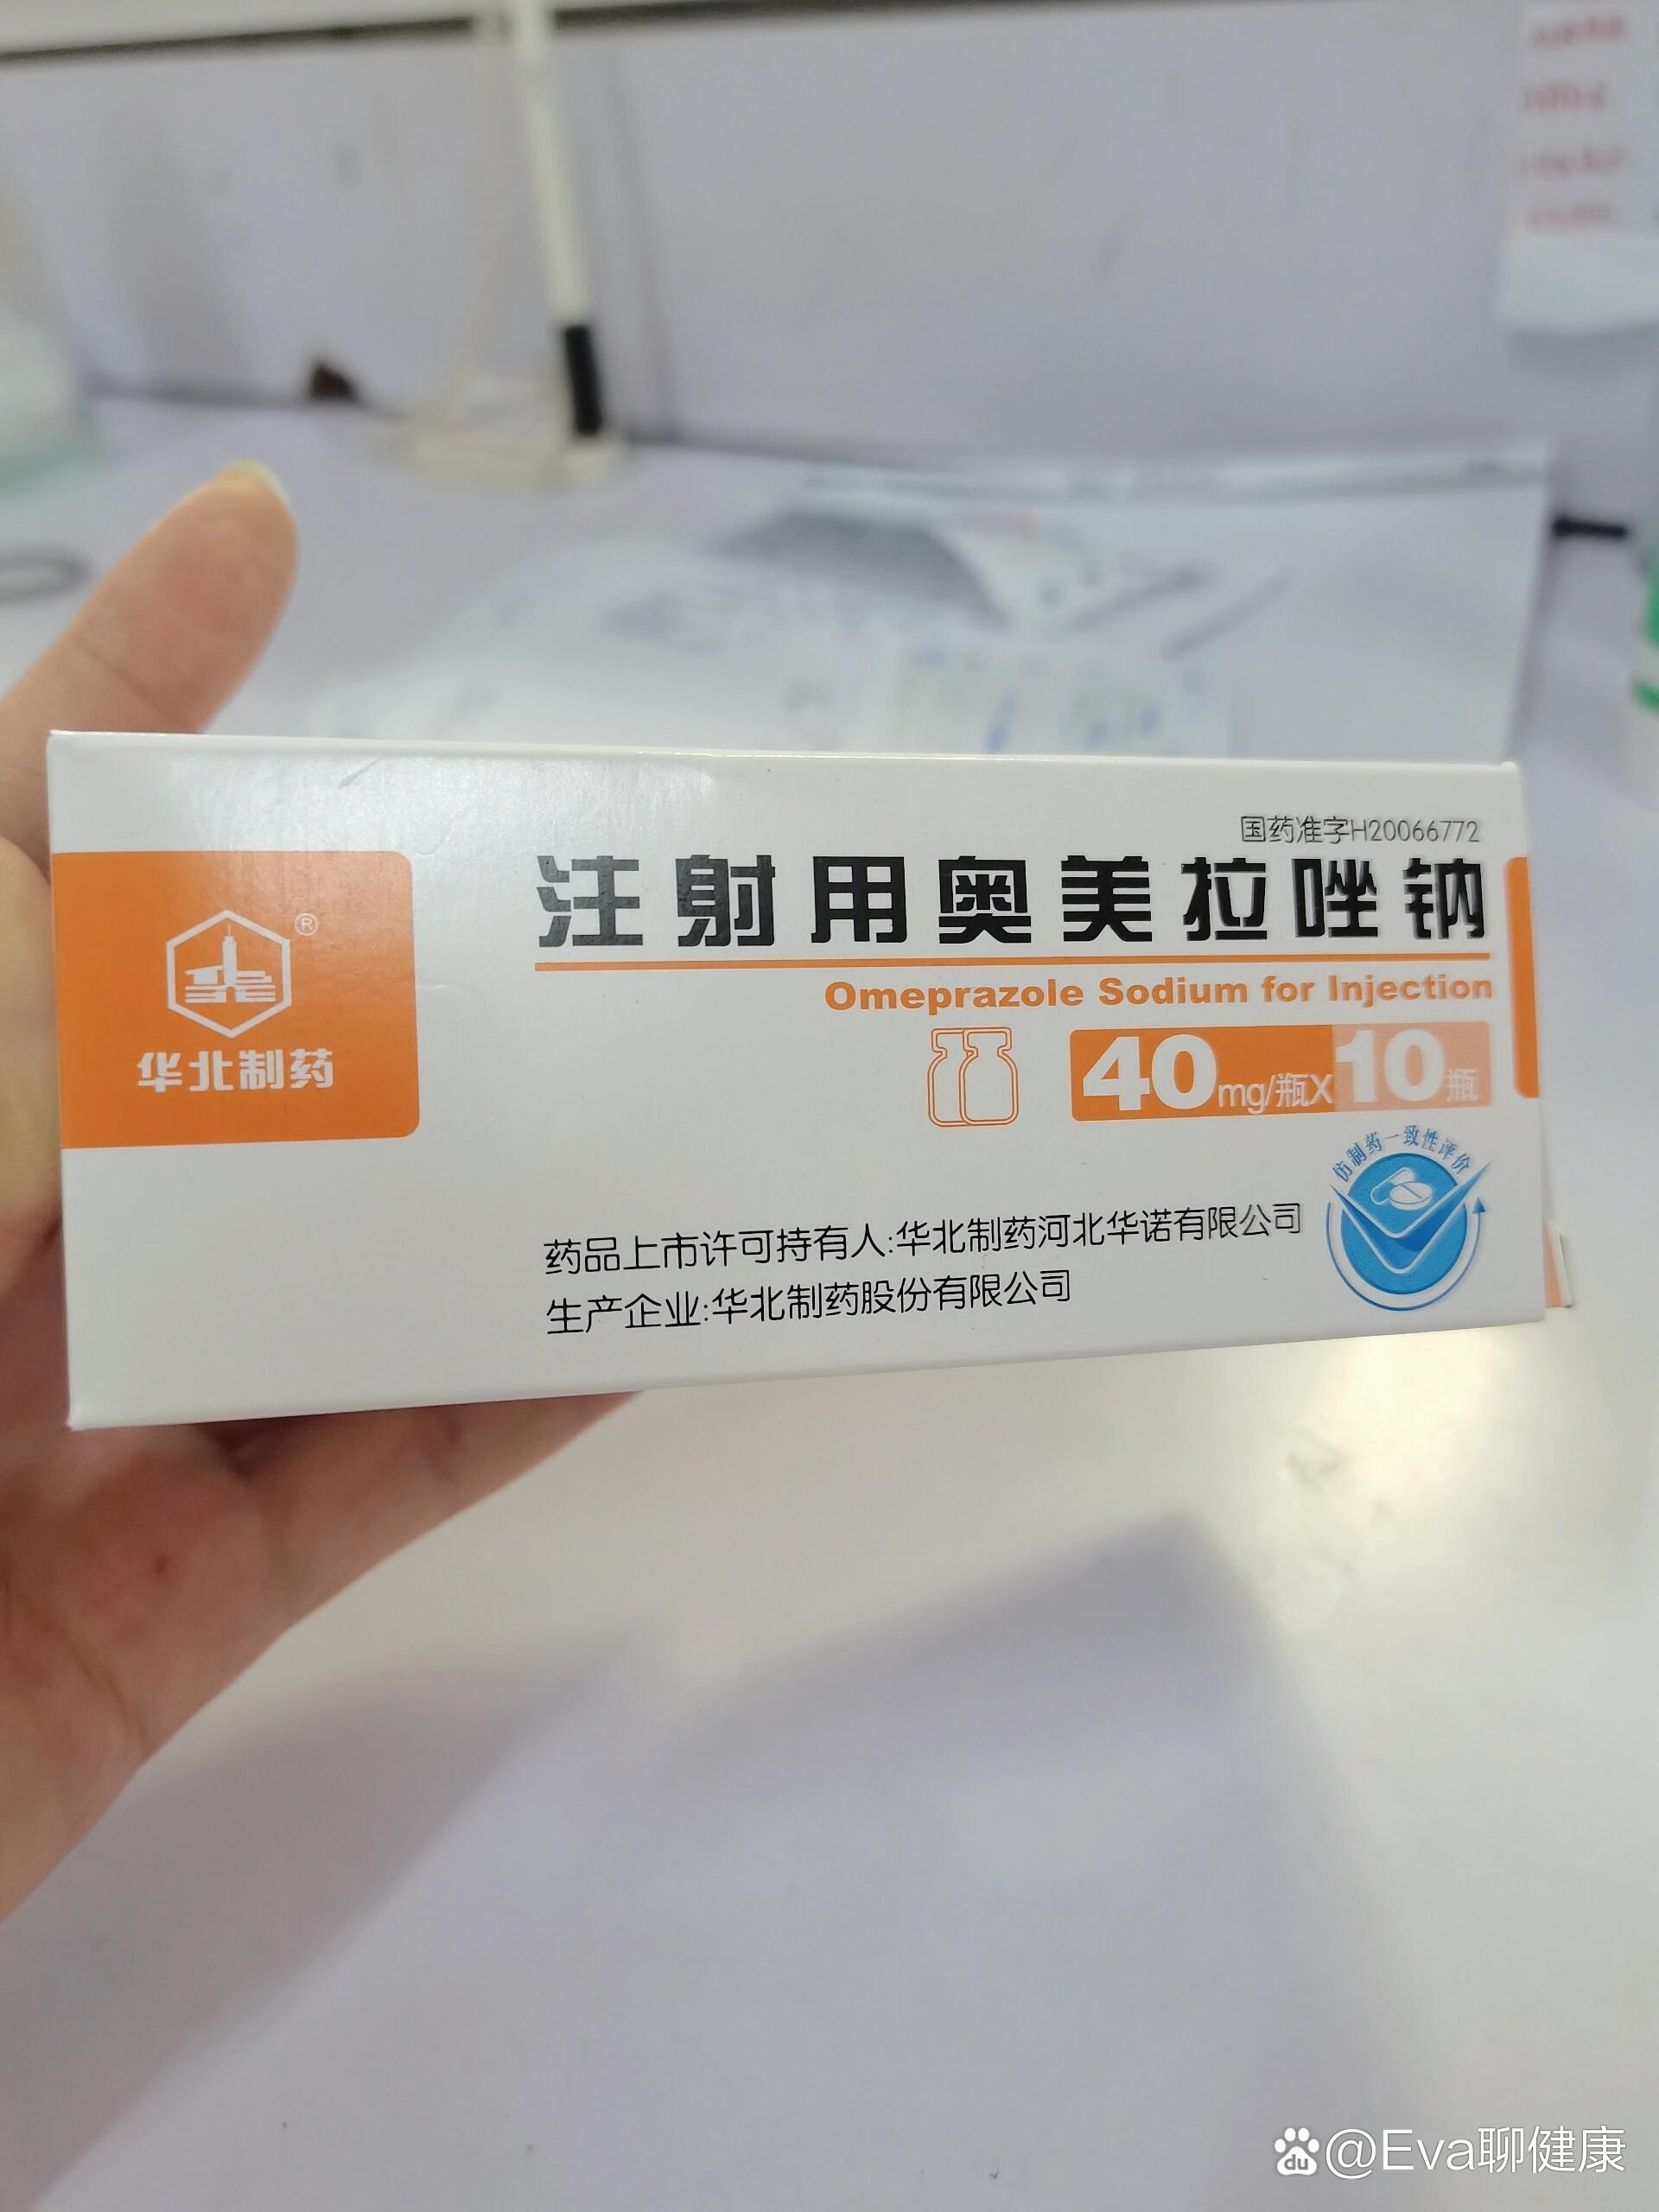 国药准字H20066772
注射用奥美拉唑钠
Omeprazole Sodium for Injection
®
华北制药
40mg/瓶X10瓶
仿制药一致性评价
药品上市许可持有人:华北制药河北华诺有限公司
生产企业:华北制药股份有限公司
du @Eva聊健康